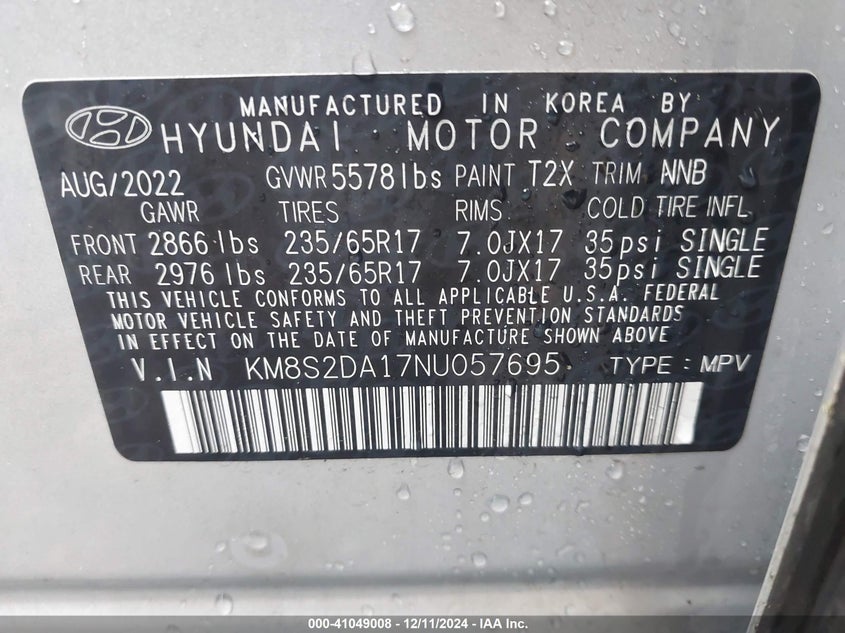 MANUFACTURED IN KOREA BY
HYUNDAI MOTOR COMPANY
AUG/2022 GVWR 5578lbs PAINT T2X TRIM NNB
GAWR TIRES RIMS COLD TIRE INFL
FRONT 2866 lbs 235/65R17 7.0JX17 35psi SINGLE
REAR 2976 lbs 235/65R17 7.0JX17 35psi SINGLE
THIS VEHICLE CONFORMS TO ALL APPLICABLE U.S.A. FEDERAL
MOTOR VEHICLE SAFETY AND THEFT PREVENTION STANDARDS
IN EFFECT ON THE DATE OF MANUFACTURE SHOWN ABOVE
V.I.N KM8S2DA17NU057695 TYPE : MPV
000-41049008 - 12/11/2024 - IAA Inc.